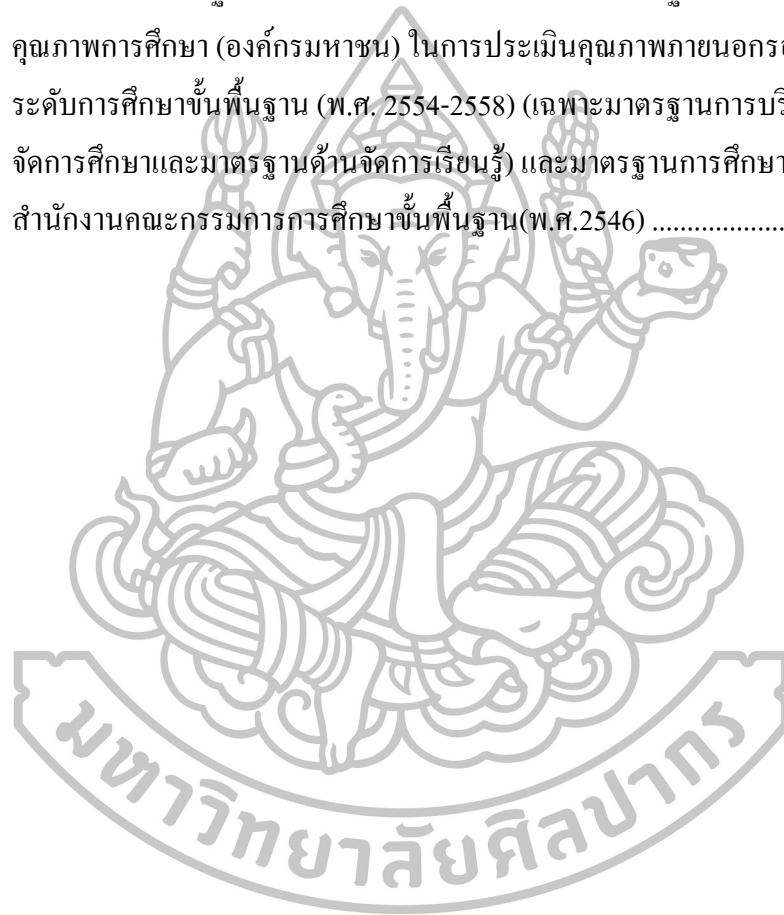 คุณภาพการศึกษา (องค์กรมหาชน) ในการประเมินคุณภาพภายนอกรอ
ระดับการศึกษาขั้นพื้นฐาน (พ.ศ. 2554-2558) (เฉพาะมาตรฐานการบริ
จัดการศึกษาและมาตรฐานด้านจัดการเรียนรู้) และมาตรฐานการศึกษา
สำนักงานคณะกรรมการการศึกษาขั้นพื้นฐาน(พ.ศ.2546) ...................
มหาวิทยาลัยศิลปากร